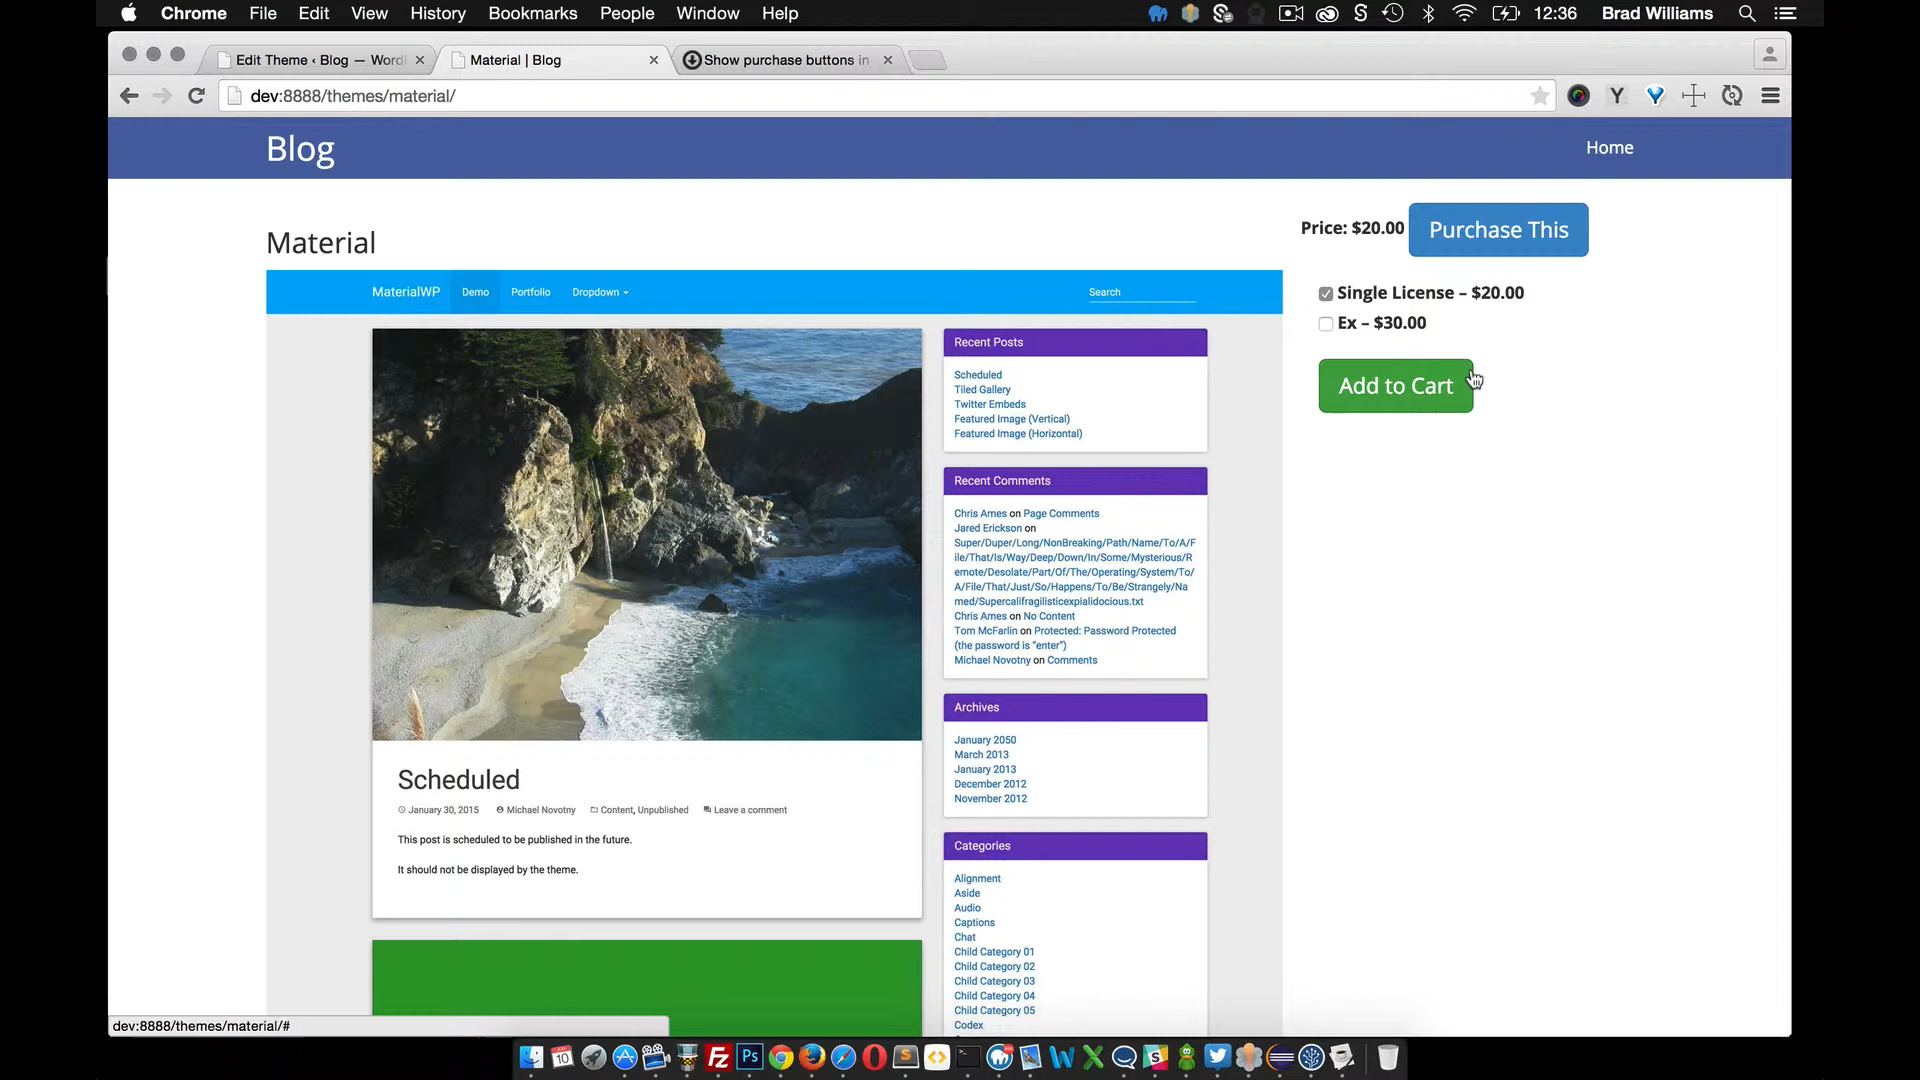 Chrome File Edit View History Bookmarks People Window Help 12:36 Brad Williams
Edit Theme ‹ Blog — Word
Material | Blog
Show purchase buttons in
dev:8888/themes/material/
Blog
Home
Material
Price: $20.00 Purchase This
Single License – $20.00
Ex – $30.00
Add to Cart
MaterialWP Demo Portfolio Dropdown Search
Recent Posts
Scheduled
Tiled Gallery
Twitter Embeds
Featured Image (Vertical)
Featured Image (Horizontal)
Recent Comments
Chris Ames on Page Comments
Jared Erickson on
Super/Duper/Long/NonBreaking/Path/Name/To/A/F
ile/That/Is/Way/Deep/Down/In/Some/Mysterious/R
emote/Desolate/Part/Of/The/Operating/System/To/
A/File/That/Just/So/Happens/To/Be/Strangely/Na
med/Supercalifragilisticexpialidocious.txt
Chris Ames on No Content
Tom McFarlin on Protected: Password Protected
(the password is “enter”)
Michael Novotny on Comments
Archives
January 2050
March 2013
January 2013
December 2012
November 2012
Scheduled
January 30, 2015 Michael Novotny Content, Unpublished Leave a comment
This post is scheduled to be published in the future.
It should not be displayed by the theme.
Categories
Alignment
Aside
Audio
Captions
Chat
Child Category 01
Child Category 02
Child Category 03
Child Category 04
Child Category 05
Codex
dev:8888/themes/material/#